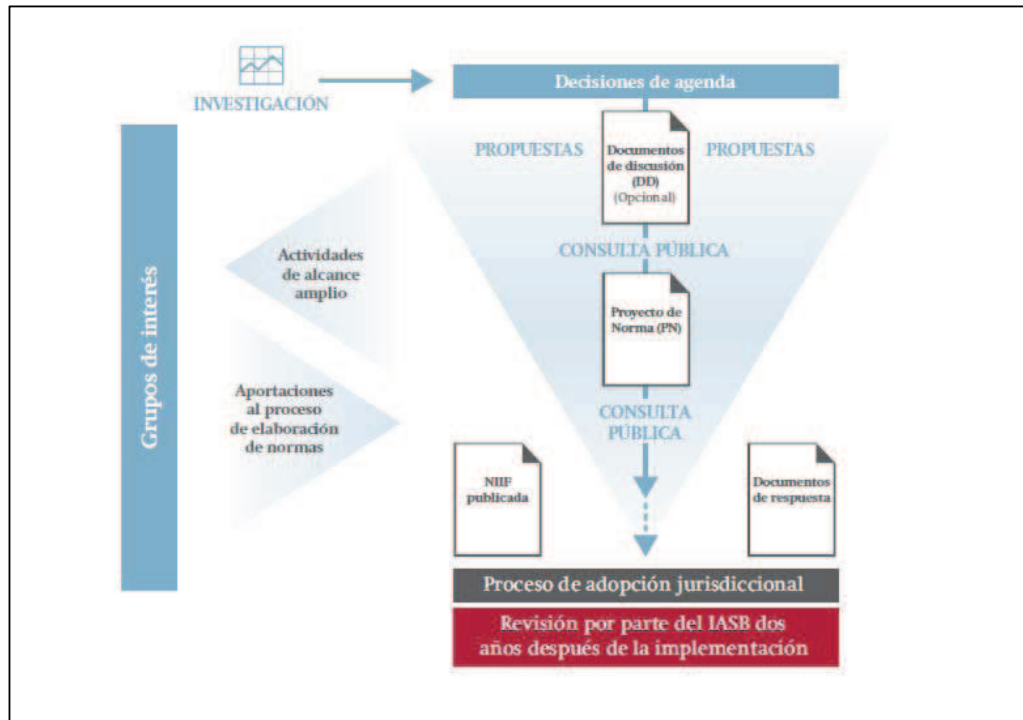 INVESTIGACIÓN
Decisiones de agenda
Grupos de interés
PROPUESTAS
Documentos
de discusión
(DD)
(Opcional)
PROPUESTAS
CONSULTA PÚBLICA
Actividades
de alcance
amplio
Proyecto de
Norma (PN)
Aportaciones
al proceso
de elaboración
de normas
CONSULTA
PÚBLICA
NIIF
publicada
Documentos
de respuesta
Proceso de adopción jurisdiccional
Revisión por parte del IASB dos
años después de la implementación